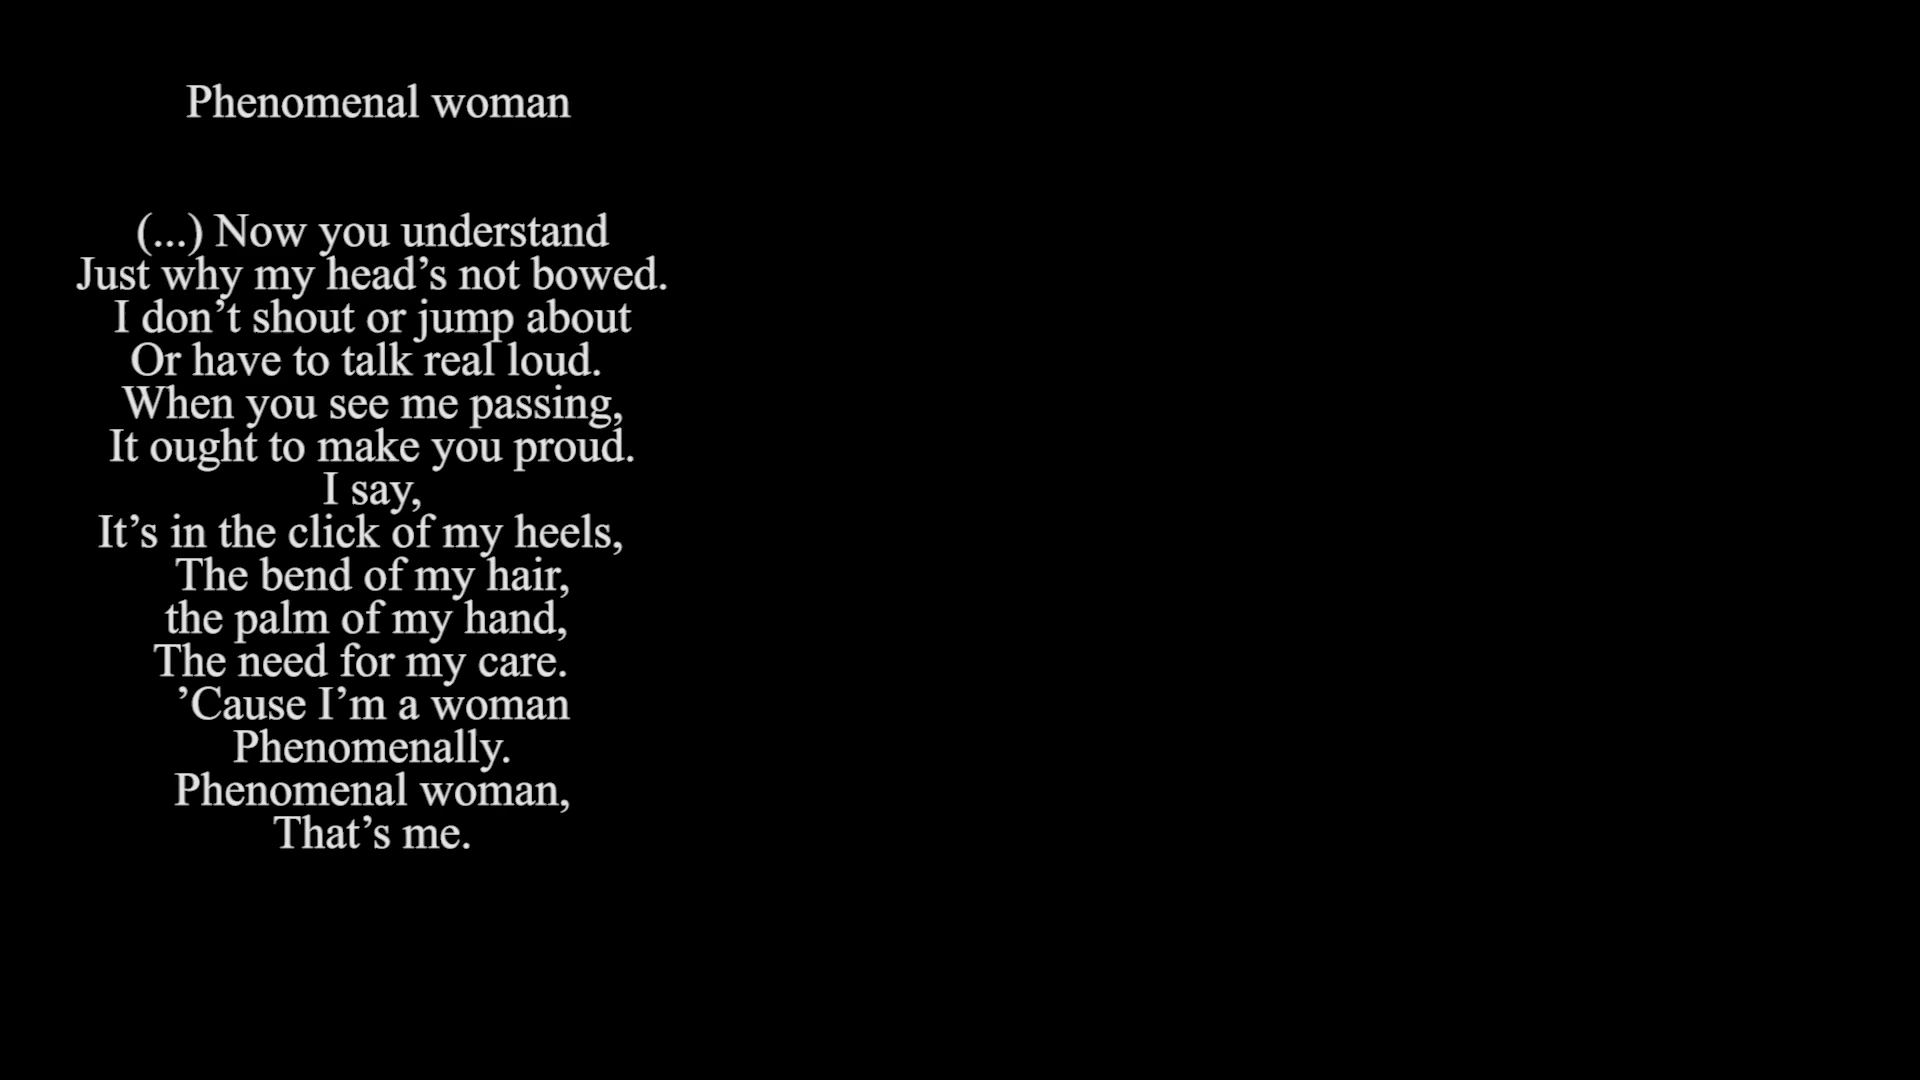 Phenomenal woman
(...) Now you understand
Just why my head’s not bowed.
I don’t shout or jump about
Or have to talk real loud.
When you see me passing,
It ought to make you proud.
I say,
It’s in the click of my heels,
The bend of my hair,
the palm of my hand,
The need for my care.
’Cause I’m a woman
Phenomenally.
Phenomenal woman,
That’s me.